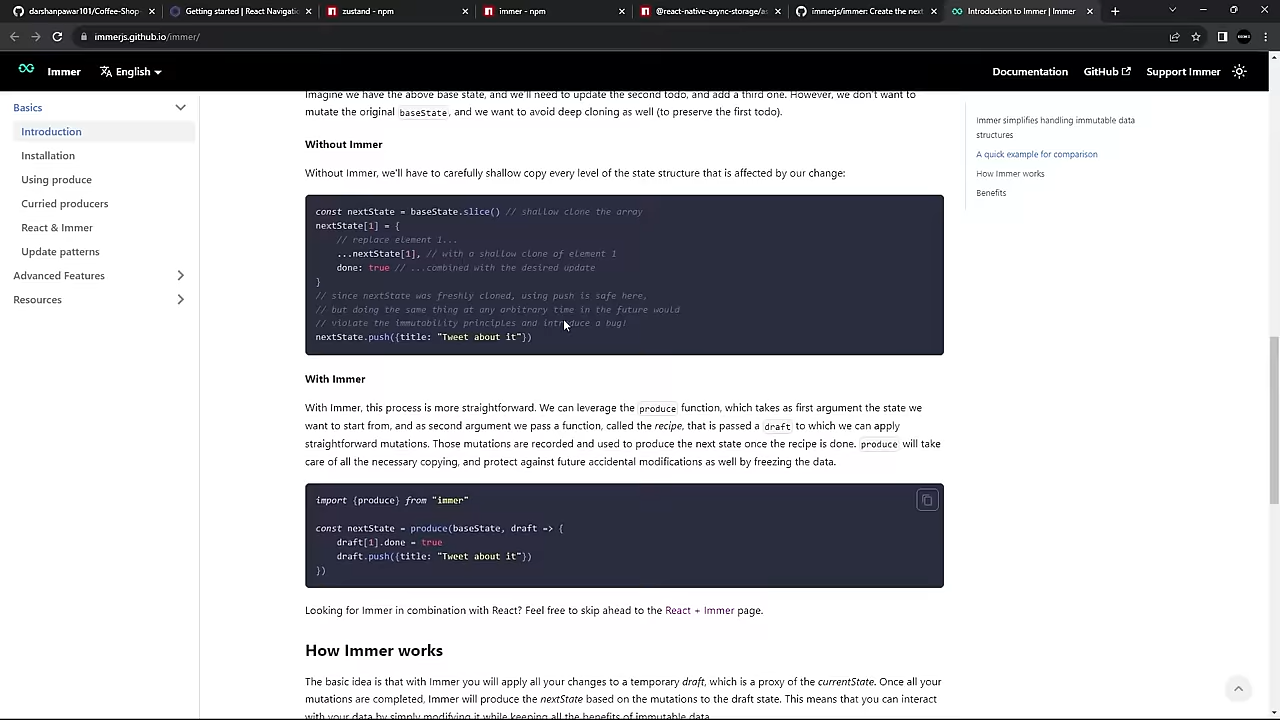 darshanpawar101/Coffee-Shop-
Getting started | React Navigatio
zustand - npm
immer - npm
@react-native-async-storage/as
immerjs/immer: Create the next
Introduction to Immer | Immer
immerjs.github.io/immer/
Immer
English
Documentation
GitHub
Support Immer
Basics
Introduction
Installation
Using produce
Curried producers
React & Immer
Update patterns
Advanced Features
Resources
Imagine we have the above base state, and we'll need to update the second todo, and add a third one. However, we don't want to
mutate the original baseState, and we want to avoid deep cloning as well (to preserve the first todo).
Without Immer
Without Immer, we'll have to carefully shallow copy every level of the state structure that is affected by our change:
const nextState = baseState.slice() // shallow clone the array
nextState[1] = {
// replace element 1...
...nextState[1], // with a shallow clone of element 1
done: true // ...combined with the desired update
}
// since nextState was freshly cloned, using push is safe here,
// but doing the same thing at any arbitrary time in the future would
// violate the immutability principles and introduce a bug!
nextState.push({title: "Tweet about it"})
With Immer
With Immer, this process is more straightforward. We can leverage the produce function, which takes as first argument the state we
want to start from, and as second argument we pass a function, called the recipe, that is passed a draft to which we can apply
straightforward mutations. Those mutations are recorded and used to produce the next state once the recipe is done. produce will take
care of all the necessary copying, and protect against future accidental modifications as well by freezing the data.
import {produce} from "immer"
const nextState = produce(baseState, draft => {
draft[1].done = true
draft.push({title: "Tweet about it"})
})
Looking for Immer in combination with React? Feel free to skip ahead to the React + Immer page.
How Immer works
The basic idea is that with Immer you will apply all your changes to a temporary draft, which is a proxy of the currentState. Once all your
mutations are completed, Immer will produce the nextState based on the mutations to the draft state. This means that you can interact
with your data by simply modifying it while keeping all the benefits of immutable data.
Immer simplifies handling immutable data
structures
A quick example for comparison
How Immer works
Benefits